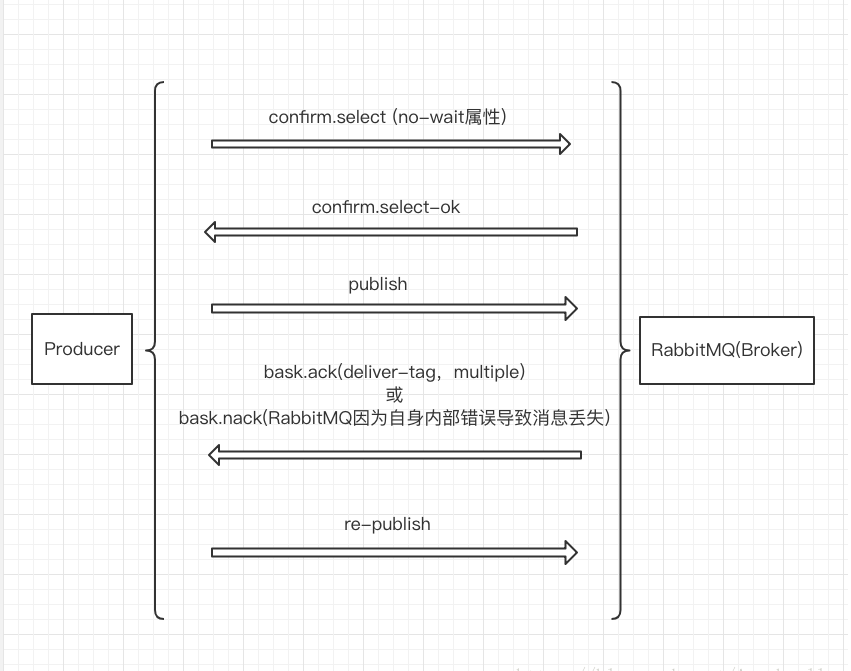 confirm.select (no-wait属性)
confirm.select-ok
publish
Producer
RabbitMQ(Broker)
bask.ack(deliver-tag，multiple)
或
bask.nack(RabbitMQ因为自身内部错误导致消息丢失)
re-publish